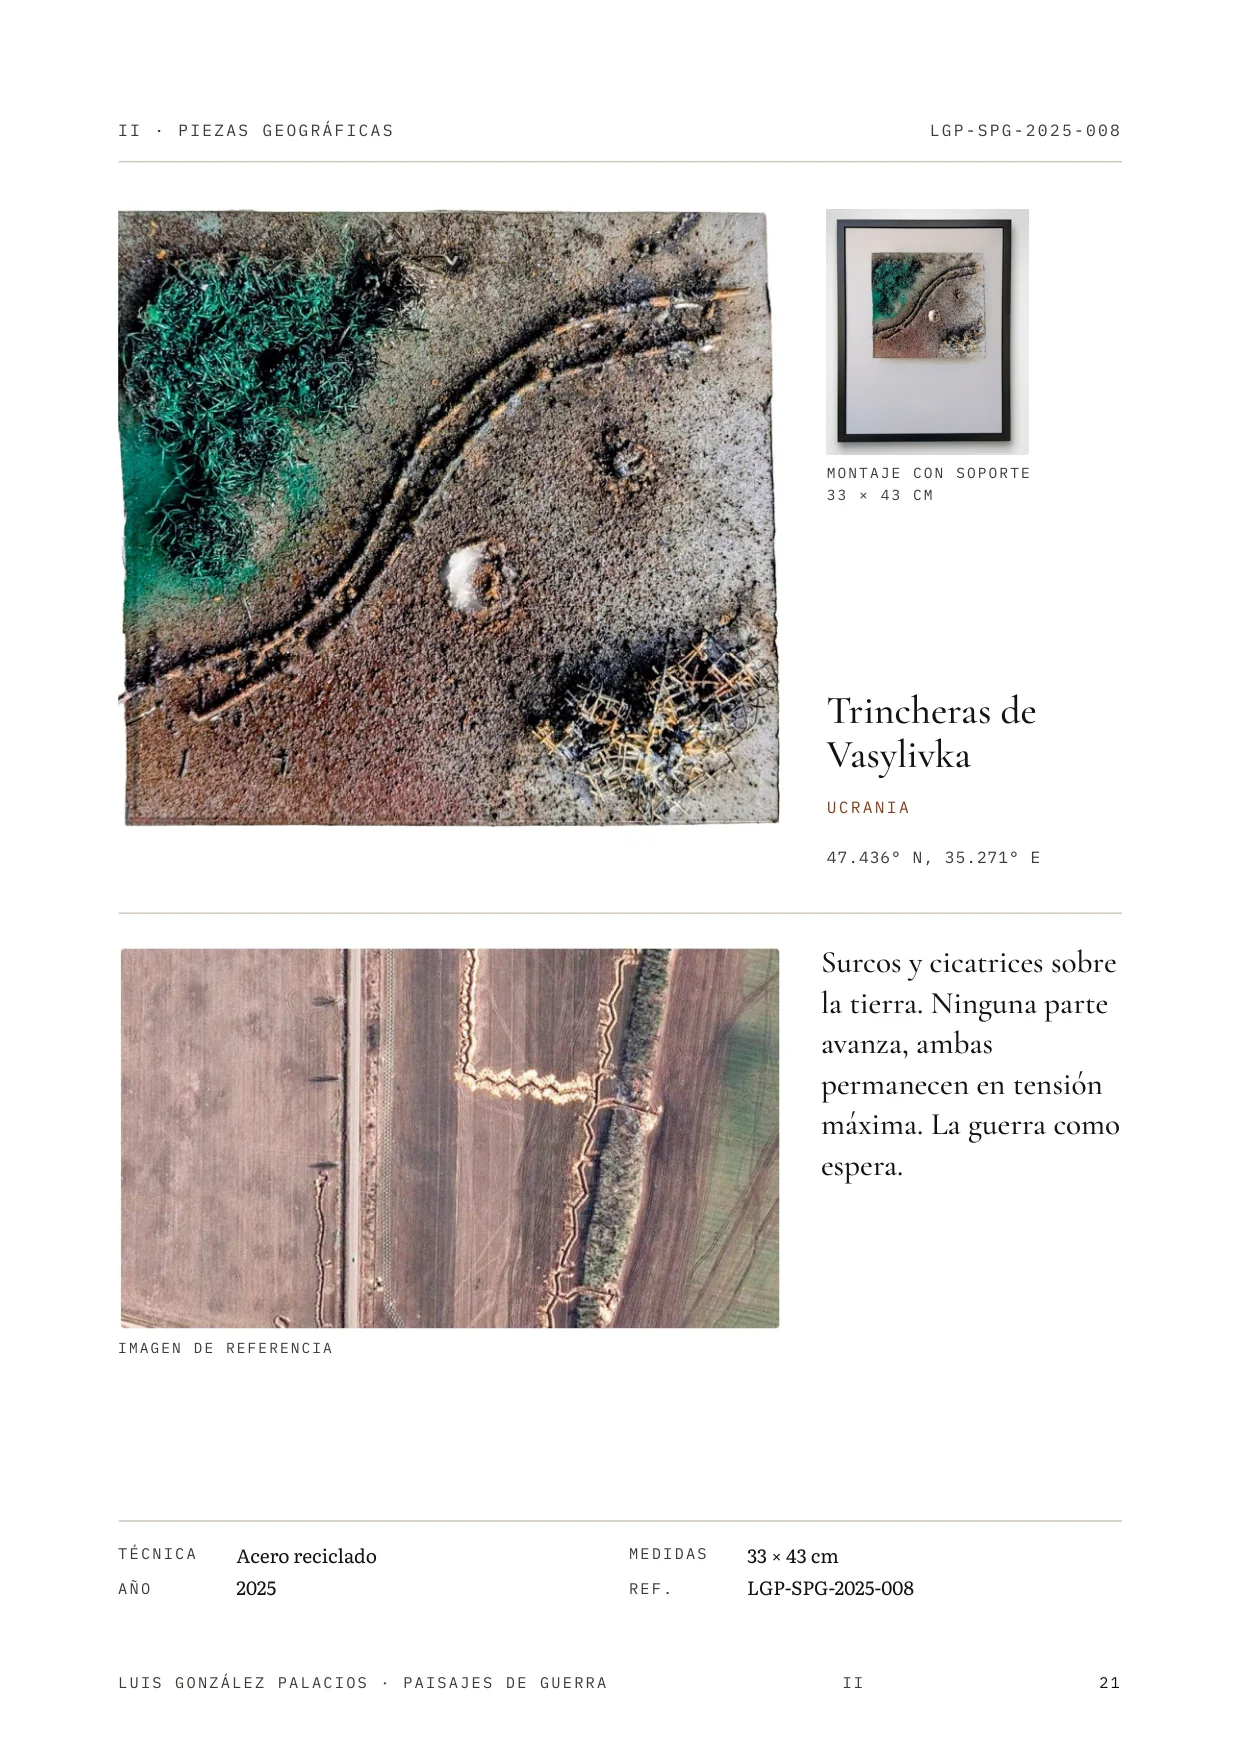 II · PIEZAS GEOGRÁFICAS
LGP-SPG-2025-008
MONTAJE CON SOPORTE
33 × 43 CM
Trincheras de
Vasylivka
UCRANIA
47.436° N, 35.271° E
Surcos y cicatrices sobre
la tierra. Ninguna parte
avanza, ambas
permanecen en tensión
máxima. La guerra como
espera.
IMAGEN DE REFERENCIA
TÉCNICA Acero reciclado
MEDIDAS 33 × 43 cm
AÑO 2025
REF. LGP-SPG-2025-008
LUIS GONZÁLEZ PALACIOS · PAISAJES DE GUERRA
II
21